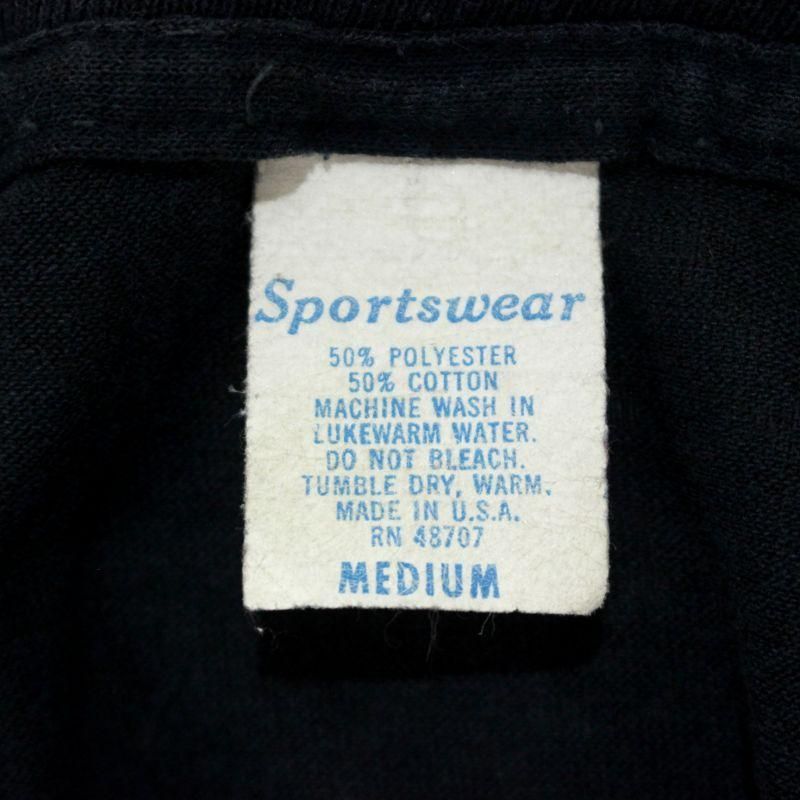 Sportswear
50% POLYESTER
50% COTTON
MACHINE WASH IN
LUKEWARM WATER.
DO NOT BLEACH.
TUMBLE DRY, WARM.
MADE IN U.S.A.
RN 48707
MEDIUM